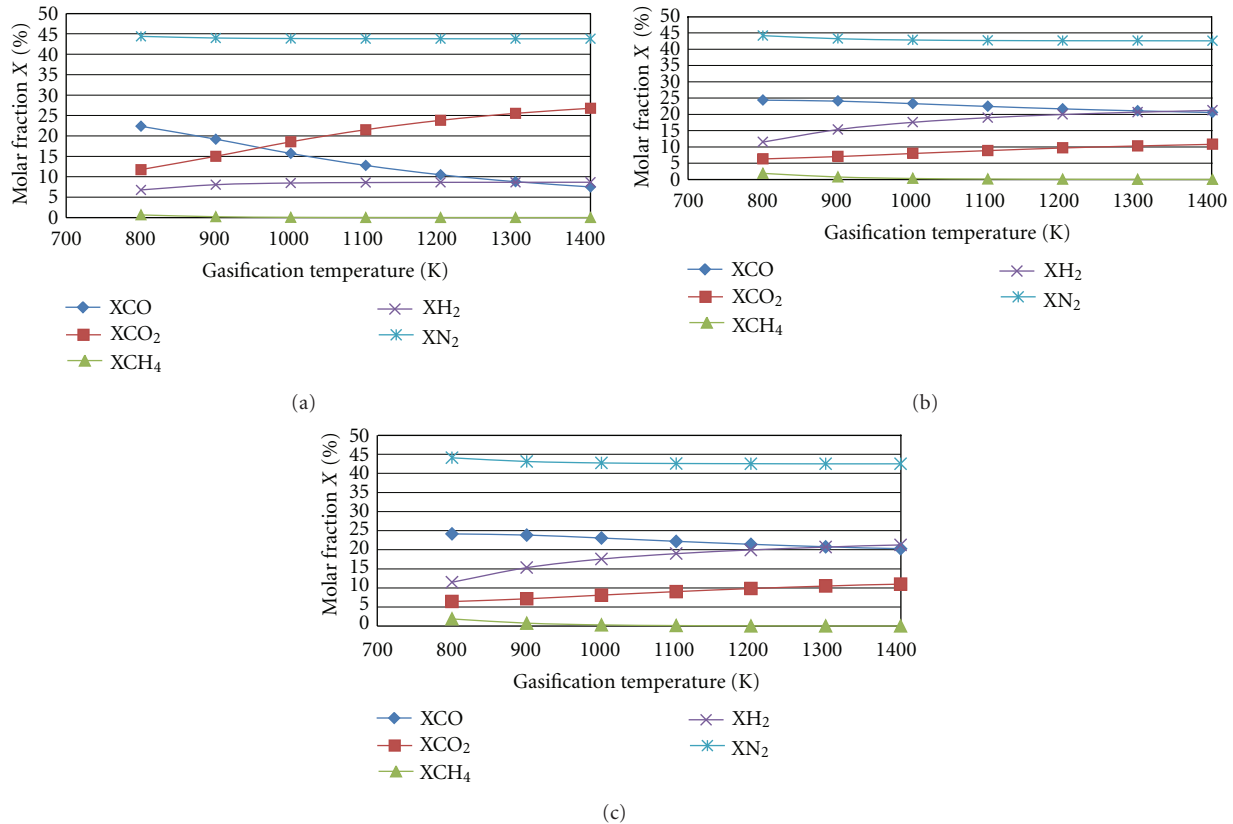 Molar fraction X (%)
50
45
40
35
30
25
20
15
10
5
0
700 800 900 1000 1100 1200 1300 1400
Gasification temperature (K)
XCO
XCO₂
XCH₄
XH₂
XN₂
(a)
Molar fraction X (%)
50
45
40
35
30
25
20
15
10
5
0
700 800 900 1000 1100 1200 1300 1400
Gasification temperature (K)
XCO
XCO₂
XCH₄
XH₂
XN₂
(b)
Molar fraction X (%)
50
45
40
35
30
25
20
15
10
5
0
700 800 900 1000 1100 1200 1300 1400
Gasification temperature (K)
XCO
XCO₂
XCH₄
XH₂
XN₂
(c)